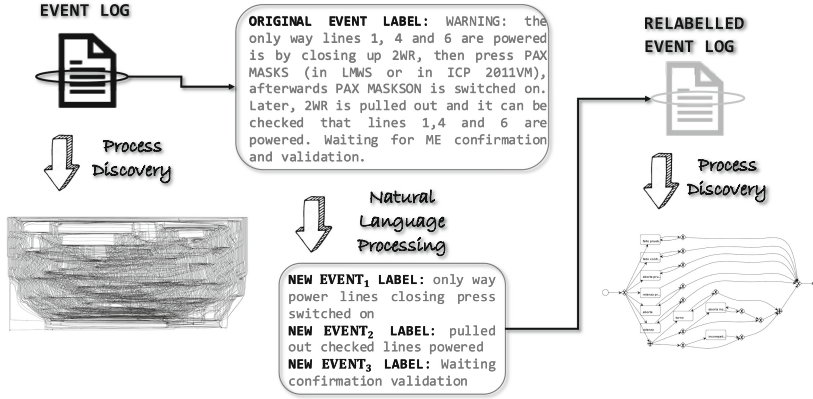 EVENT LOG
ORIGINAL EVENT LABEL: WARNING: the
only way lines 1, 4 and 6 are powered
is by closing up 2WR, then press PAX
MASKS (in LMWS or in ICP 2011VM),
afterwards PAX MASKSON is switched on.
Later, 2WR is pulled out and it can be
checked that lines 1,4 and 6 are
powered. Waiting for ME confirmation
and validation.
RELABELLED
EVENT LOG
Process
Discovery
Natural
Language
Processing
Process
Discovery
NEW EVENT1 LABEL: only way
power lines closing press
switched on
NEW EVENT2 LABEL: pulled
out checked lines powered
NEW EVENT3 LABEL: Waiting
confirmation validation